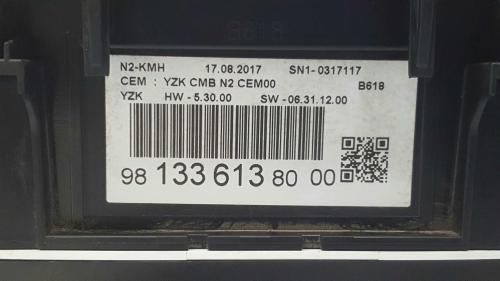 B618
N2-KMH 17.08.2017 SN1- 0317117
CEM : YZK CMB N2 CEM00 B618
YZK HW - 5.30.00 SW - 06.31.12.00
98 133 613 80 00